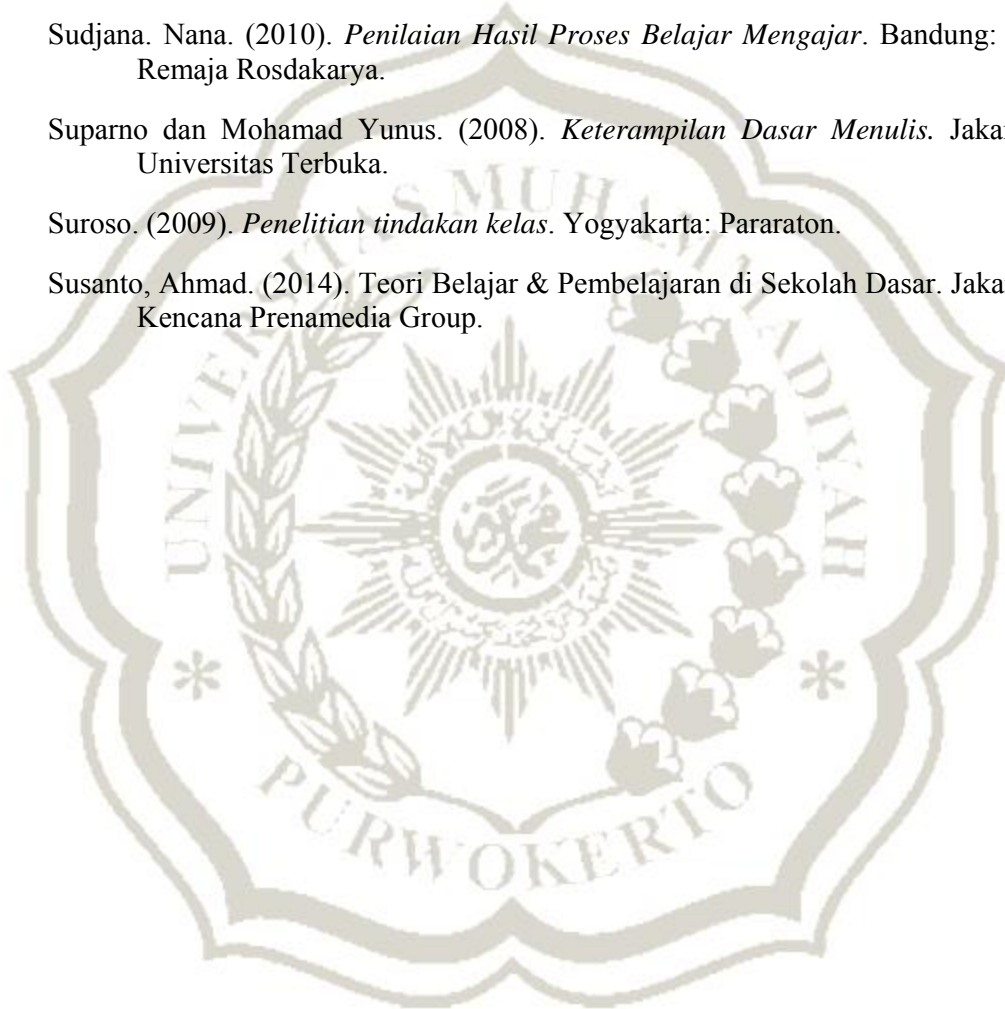 Sudjana. Nana. (2010). Penilaian Hasil Proses Belajar Mengajar. Bandung:
Remaja Rosdakarya.
Suparno dan Mohamad Yunus. (2008). Keterampilan Dasar Menulis. Jaka
Universitas Terbuka.
Suroso. (2009). Penelitian tindakan kelas. Yogyakarta: Pararaton.
Susanto, Ahmad. (2014). Teori Belajar & Pembelajaran di Sekolah Dasar. Jaka
Kencana Prenamedia Group.
UNIVERSITAS MUHAMMADIYAH
PURWOKERTO